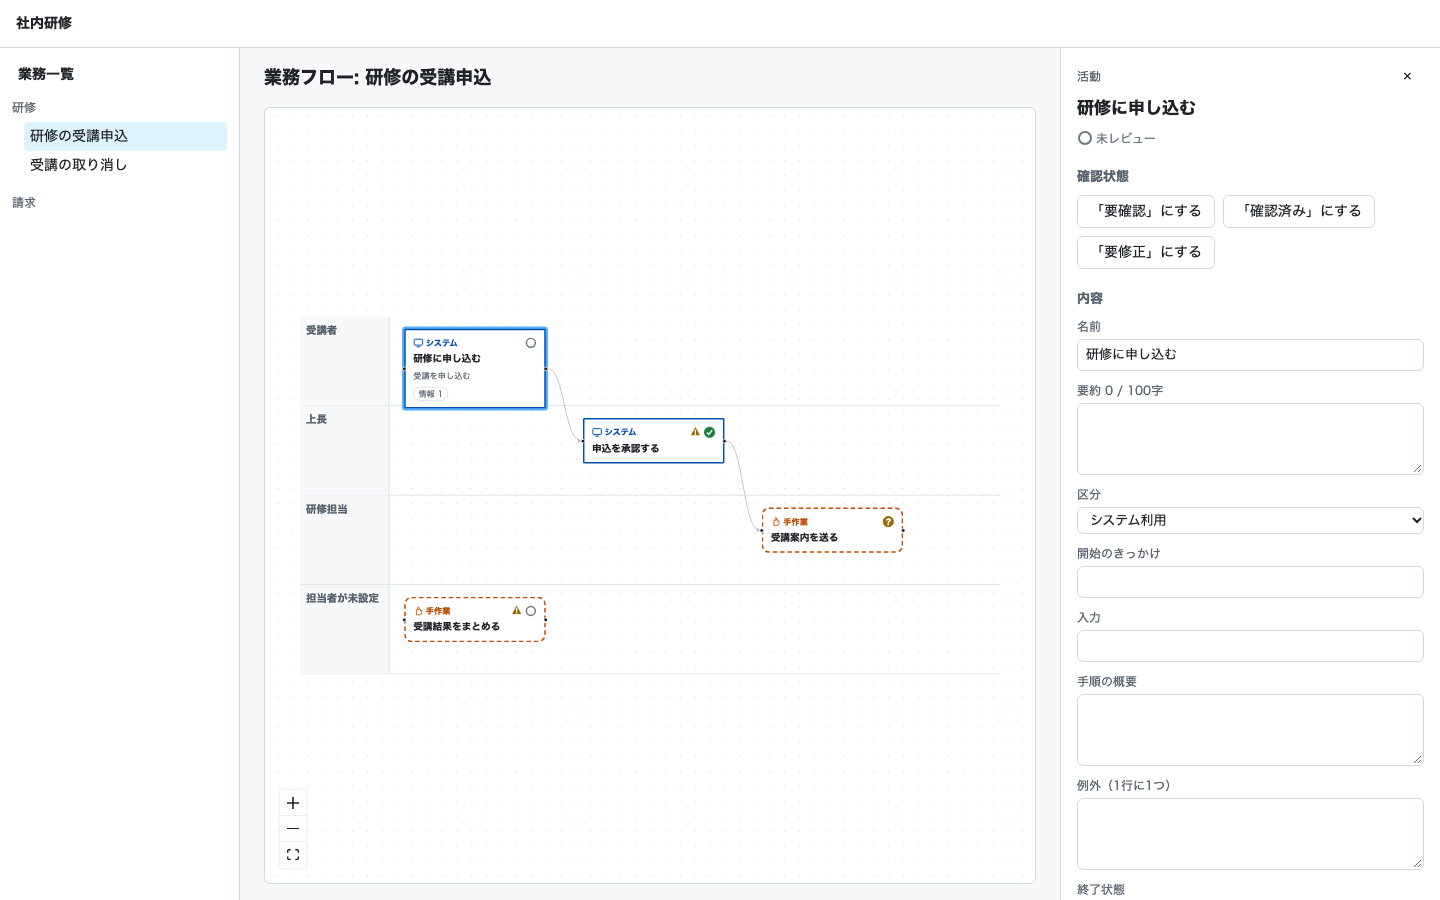 社内研修
業務一覧
研修
研修の受講申込
受講の取り消し
請求
業務フロー: 研修の受講申込
受講者
システム
研修に申し込む
受講を申し込む
情報 1
上長
システム
申込を承認する
研修担当
手作業
受講案内を送る
担当者が未設定
手作業
受講結果をまとめる
活動
研修に申し込む
未レビュー
確認状態
「要確認」にする
「確認済み」にする
「要修正」にする
内容
名前
研修に申し込む
要約 0 / 100字
区分
システム利用
開始のきっかけ
入力
手順の概要
例外（1行に1つ）
終了状態